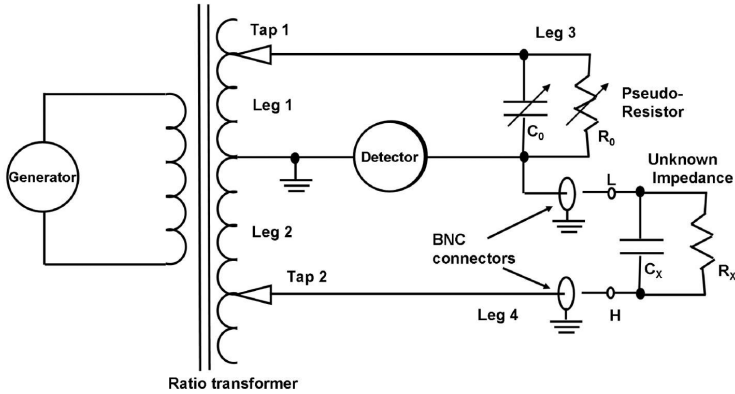 Tap 1
Leg 3
Leg 1
Pseudo-
Resistor
C0
R0
Generator
Detector
Unknown
Impedance
L
Leg 2
BNC
connectors
CX
RX
Tap 2
Leg 4
H
Ratio transformer